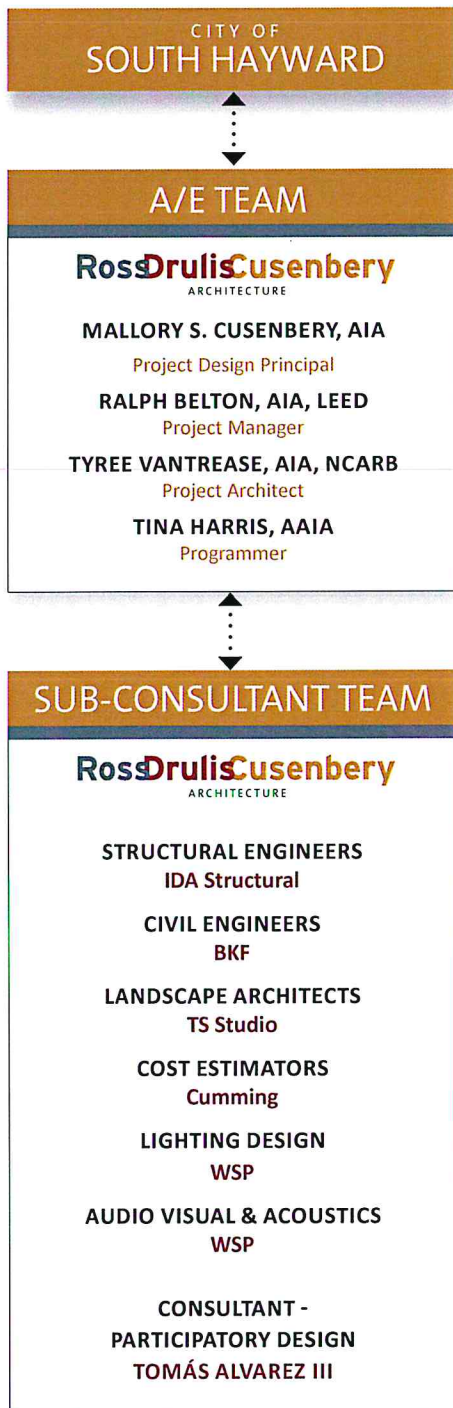 CITY OF
SOUTH HAYWARD
A/E TEAM
RossDrulisCusenbery
ARCHITECTURE
MALLORY S. CUSENBERY, AIA
Project Design Principal
RALPH BELTON, AIA, LEED
Project Manager
TYREE VANTREASE, AIA, NCARB
Project Architect
TINA HARRIS, AAIA
Programmer
SUB-CONSULTANT TEAM
RossDrulisCusenbery
ARCHITECTURE
STRUCTURAL ENGINEERS
IDA Structural
CIVIL ENGINEERS
BKF
LANDSCAPE ARCHITECTS
TS Studio
COST ESTIMATORS
Cumming
LIGHTING DESIGN
WSP
AUDIO VISUAL & ACOUSTICS
WSP
CONSULTANT -
PARTICIPATORY DESIGN
TOMÁS ALVAREZ III